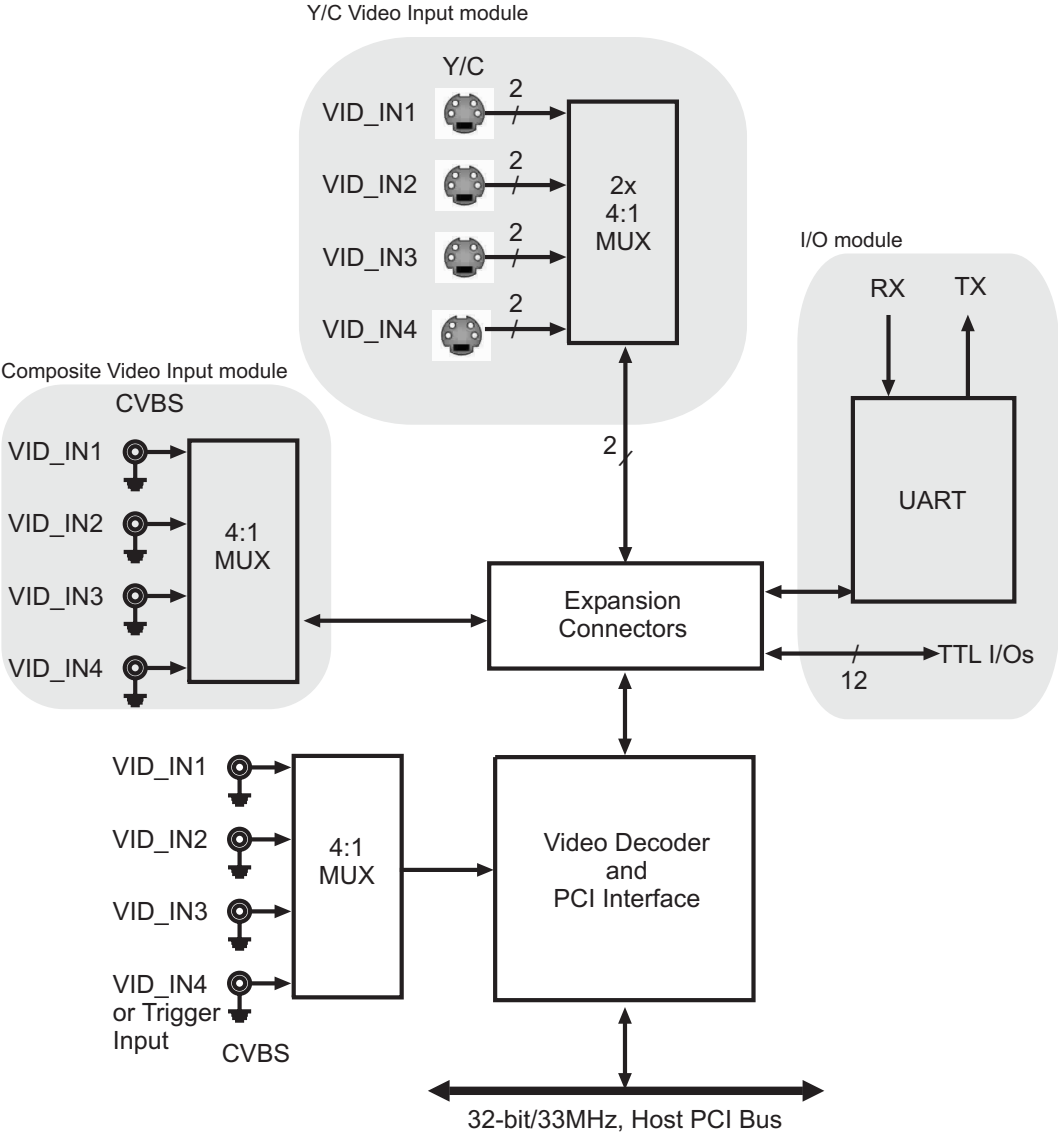 Y/C Video Input module
Y/C
VID_IN1
2
VID_IN2
2
VID_IN3
2
VID_IN4
2
2x
4:1
MUX
2
I/O module
RX
TX
UART
TTL I/Os
12
Composite Video Input module
CVBS
VID_IN1
VID_IN2
VID_IN3
VID_IN4
4:1
MUX
Expansion
Connectors
VID_IN1
VID_IN2
VID_IN3
VID_IN4
or Trigger
Input
CVBS
4:1
MUX
Video Decoder
and
PCI Interface
32-bit/33MHz, Host PCI Bus